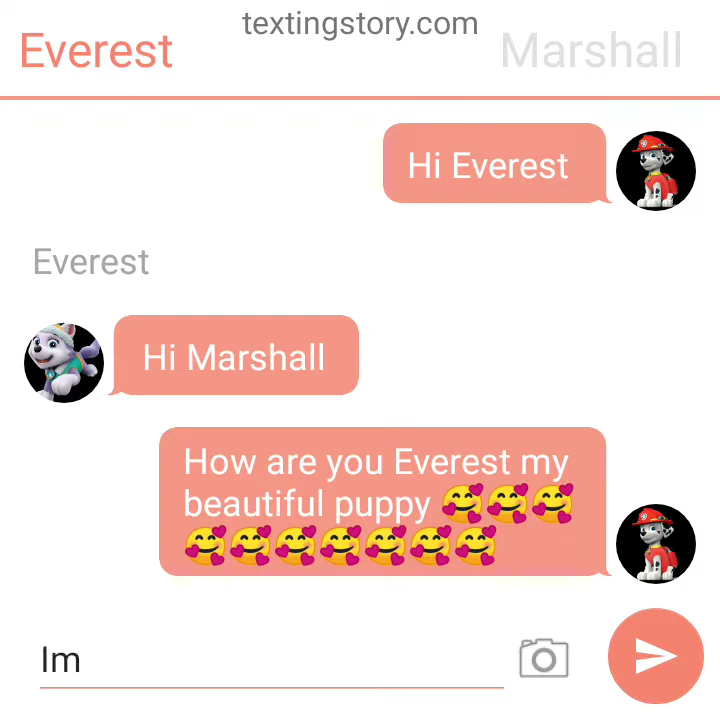 textingstory.com
Everest Marshall
Hi Everest
Everest
Hi Marshall
How are you Everest my
beautiful puppy 🥰🥰🥰
🥰🥰🥰🥰🥰🥰🥰
Im